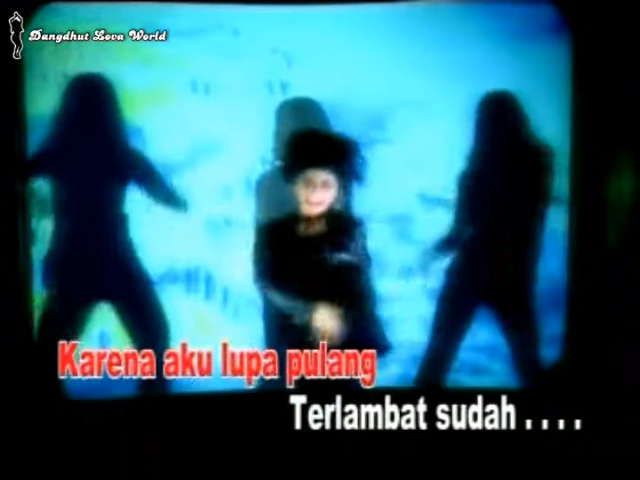 Dangdhut Lova World
Karena aku lupa pulang
Terlambat sudah . . . .